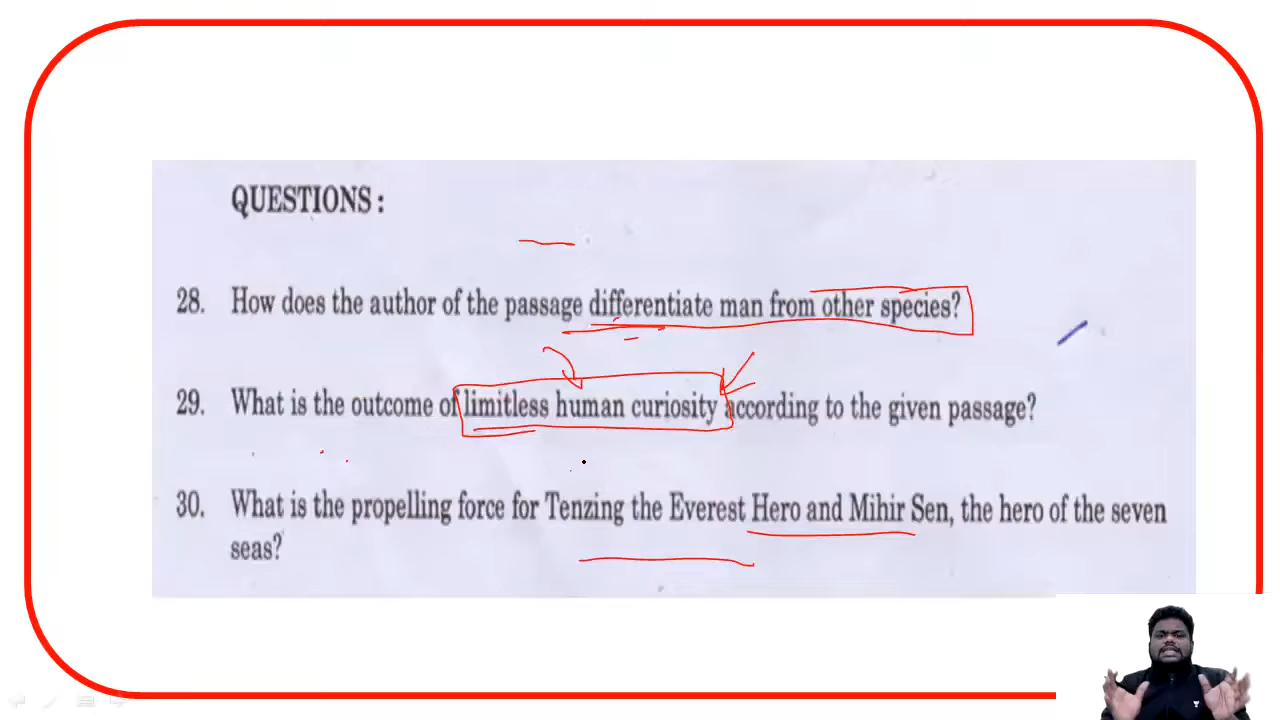 QUESTIONS :
28. How does the author of the passage differentiate man from other species?
29. What is the outcome of limitless human curiosity according to the given passage?
30. What is the propelling force for Tenzing the Everest Hero and Mihir Sen, the hero of the seven
seas?